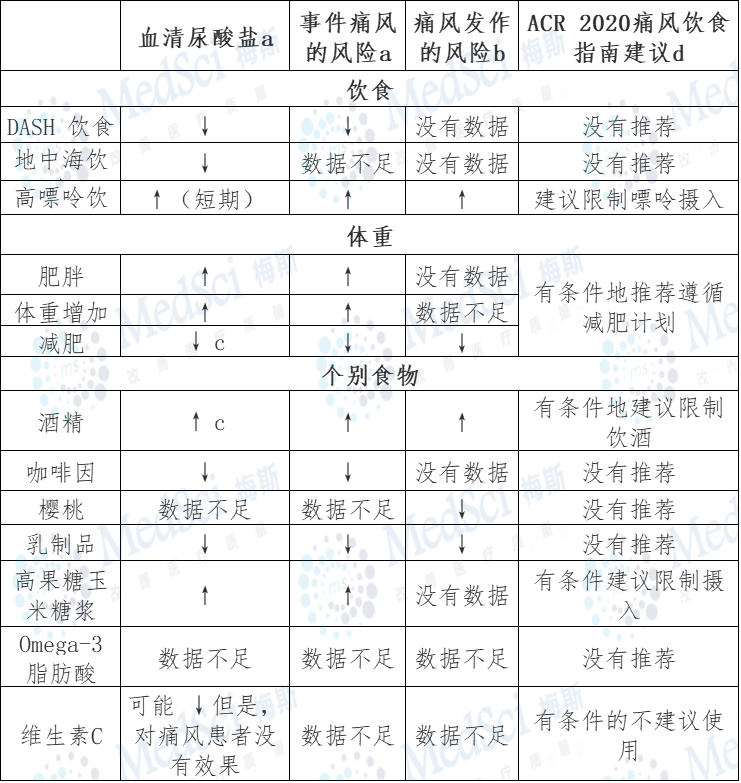 血清尿酸盐a 事件痛风的风险a 痛风发作的风险b ACR 2020痛风饮食指南建议d
饮食
DASH 饮食 ↓ ↓ 没有数据 没有推荐
地中海饮 ↓ 数据不足 没有数据 没有推荐
高嘌呤饮 ↑（短期） ↑ ↑ 建议限制嘌呤摄入
体重
肥胖 ↑ ↑ 没有数据 有条件地推荐遵循减肥计划
体重增加 ↑ ↑ 数据不足
减肥 ↓ c ↓ ↓
个别食物
酒精 ↑ c ↑ ↑ 有条件地建议限制饮酒
咖啡因 ↓ ↓ 没有数据 没有推荐
樱桃 数据不足 数据不足 ↓ 没有推荐
乳制品 ↓ ↓ ↓ 没有推荐
高果糖玉米糖浆 ↑ ↑ 没有数据 有条件建议限制摄入
Omega-3脂肪酸 数据不足 数据不足 数据不足 没有推荐
维生素C 可能 ↓但是，对痛风患者没有效果 数据不足 数据不足 有条件的不建议使用
MedSci 梅斯
改善医疗质量